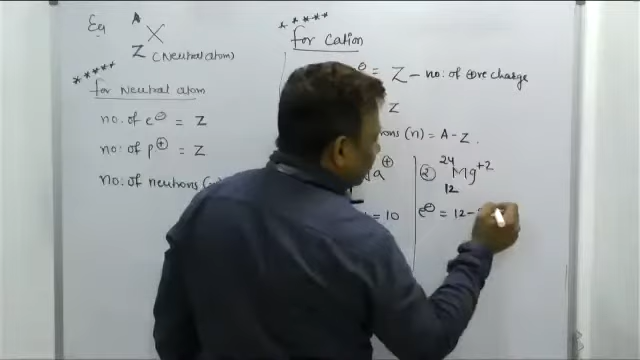 Eg
A
X
Z (Neutral atom)
*****
for Neutral atom
no. of e⊖ = Z
no. of p⊕ = Z
no. of neutrons
*****
for Cation
⊖ = Z - no. of ⊕ve charge
Z
(n) = A - Z.
a⊕
= 10
② 24 Mg+2
12
e⊖ = 12 -